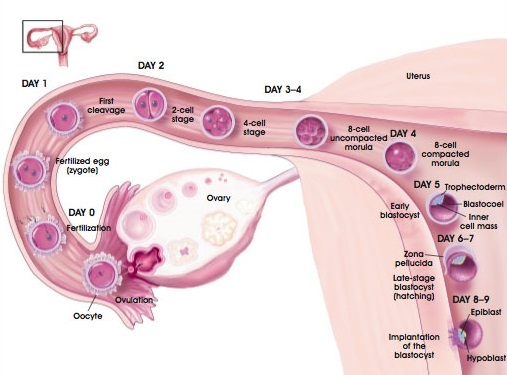 Uterus
DAY 2
DAY 1
DAY 3–4
First
cleavage
2-cell
stage
4-cell
stage
8-cell
uncompacted
morula
DAY 4
8-cell
compacted
morula
Fertilized egg
(zygote)
DAY 5
Trophectoderm
Blastocoel
Inner
cell mass
Early
blastocyst
Ovary
DAY 0
Fertilization
DAY 6–7
Zona
pellucida
Late-stage
blastocyst
(hatching)
Ovulation
Oocyte
DAY 8–9
Epiblast
Implantation
of the
blastocyst
Hypoblast